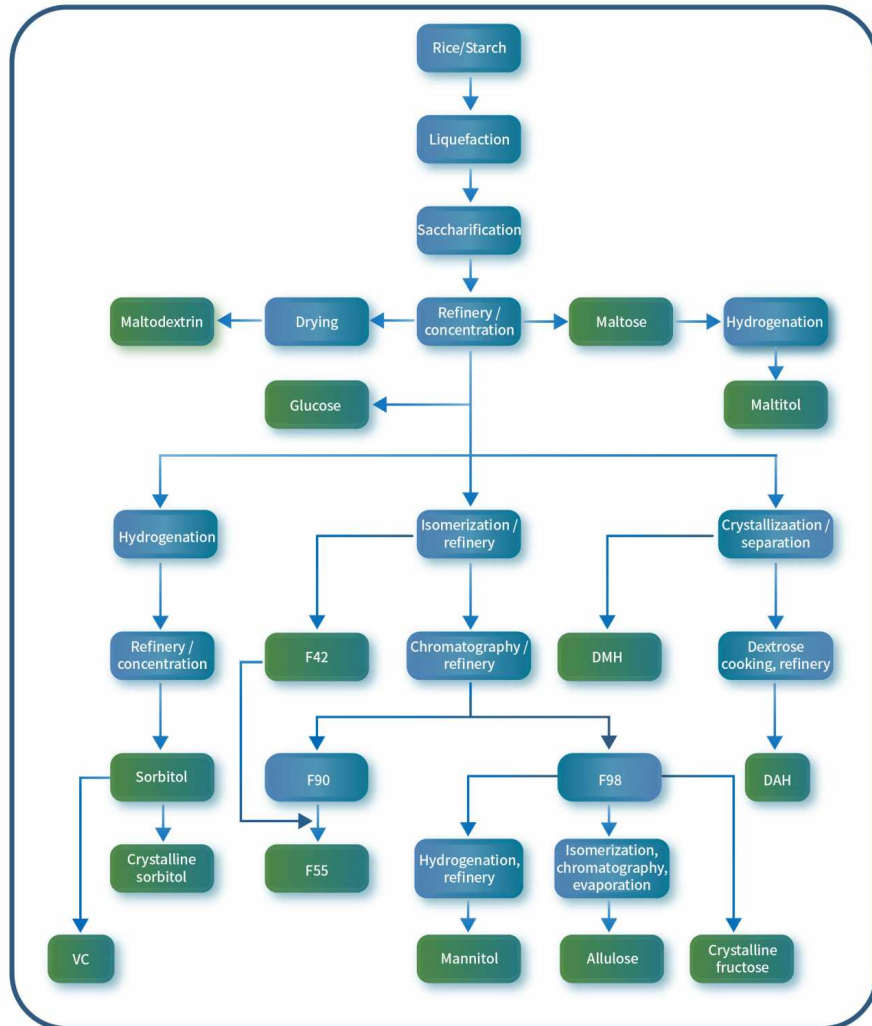 Rice/Starch
Liquefaction
Saccharification
Maltodextrin
Drying
Refinery /
concentration
Maltose
Hydrogenation
Glucose
Maltitol
Hydrogenation
Isomerization /
refinery
Crystallizaation /
separation
Refinery /
concentration
F42
Chromatography /
refinery
DMH
Dextrose
cooking, refinery
Sorbitol
F90
F98
DAH
Crystalline
sorbitol
F55
Hydrogenation,
refinery
Isomerization,
chromatography,
evaporation
VC
Mannitol
Allulose
Crystalline
fructose